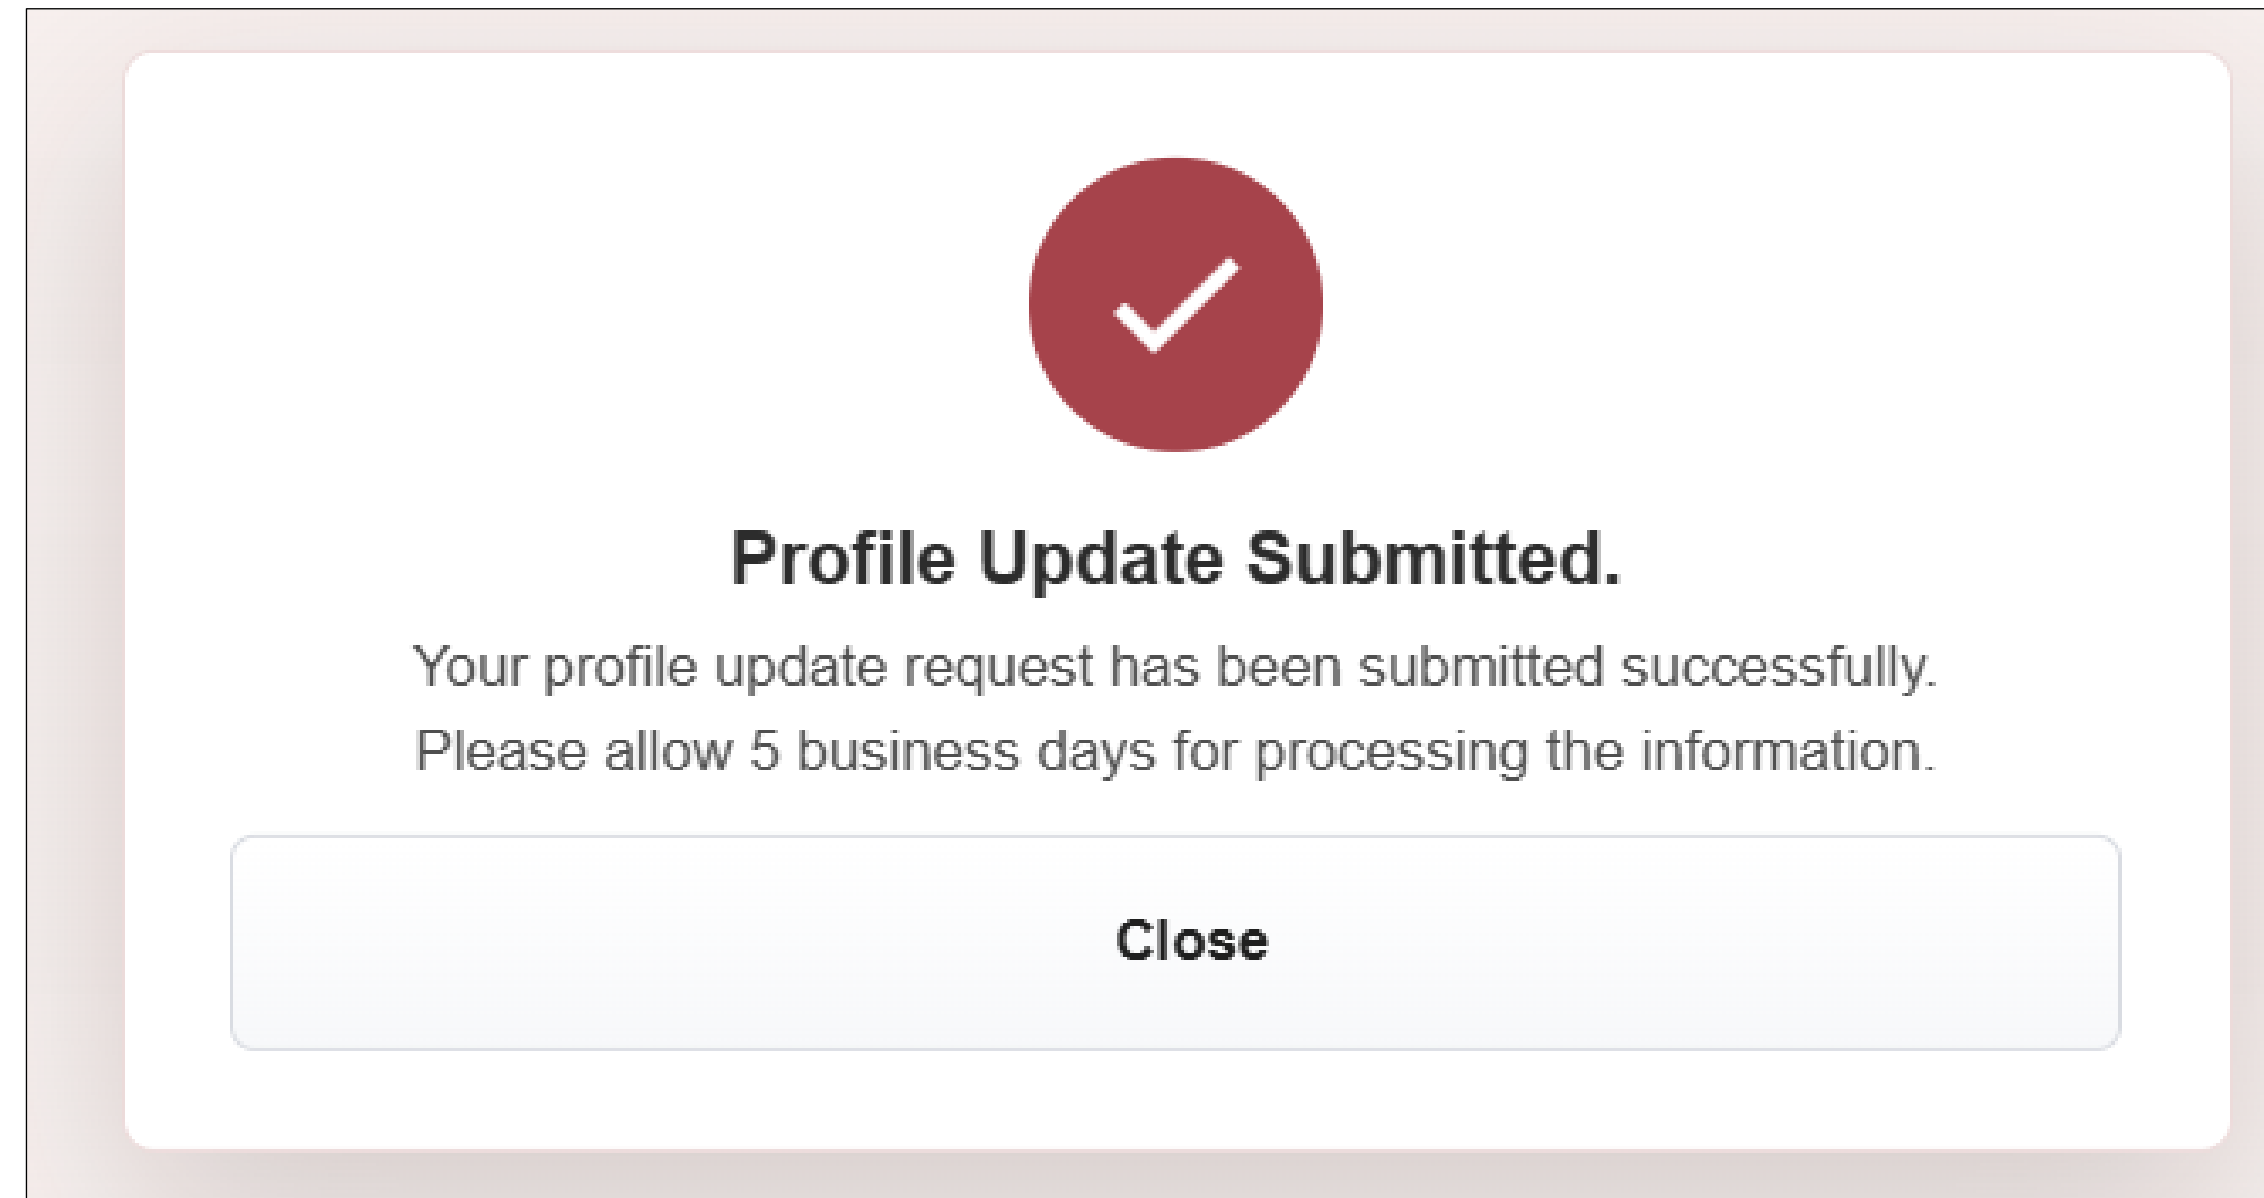 Profile Update Submitted.
Your profile update request has been submitted successfully.
Please allow 5 business days for processing the information.
Close